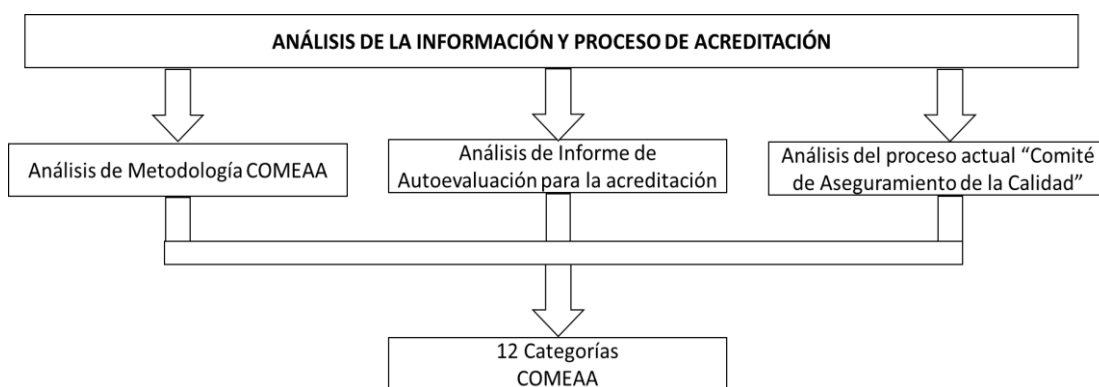 ANÁLISIS DE LA INFORMACIÓN Y PROCESO DE ACREDITACIÓN
Análisis de Metodología COMEAA
Análisis de Informe de
Autoevaluación para la acreditación
Análisis del proceso actual “Comité
de Aseguramiento de la Calidad”
12 Categorías
COMEAA